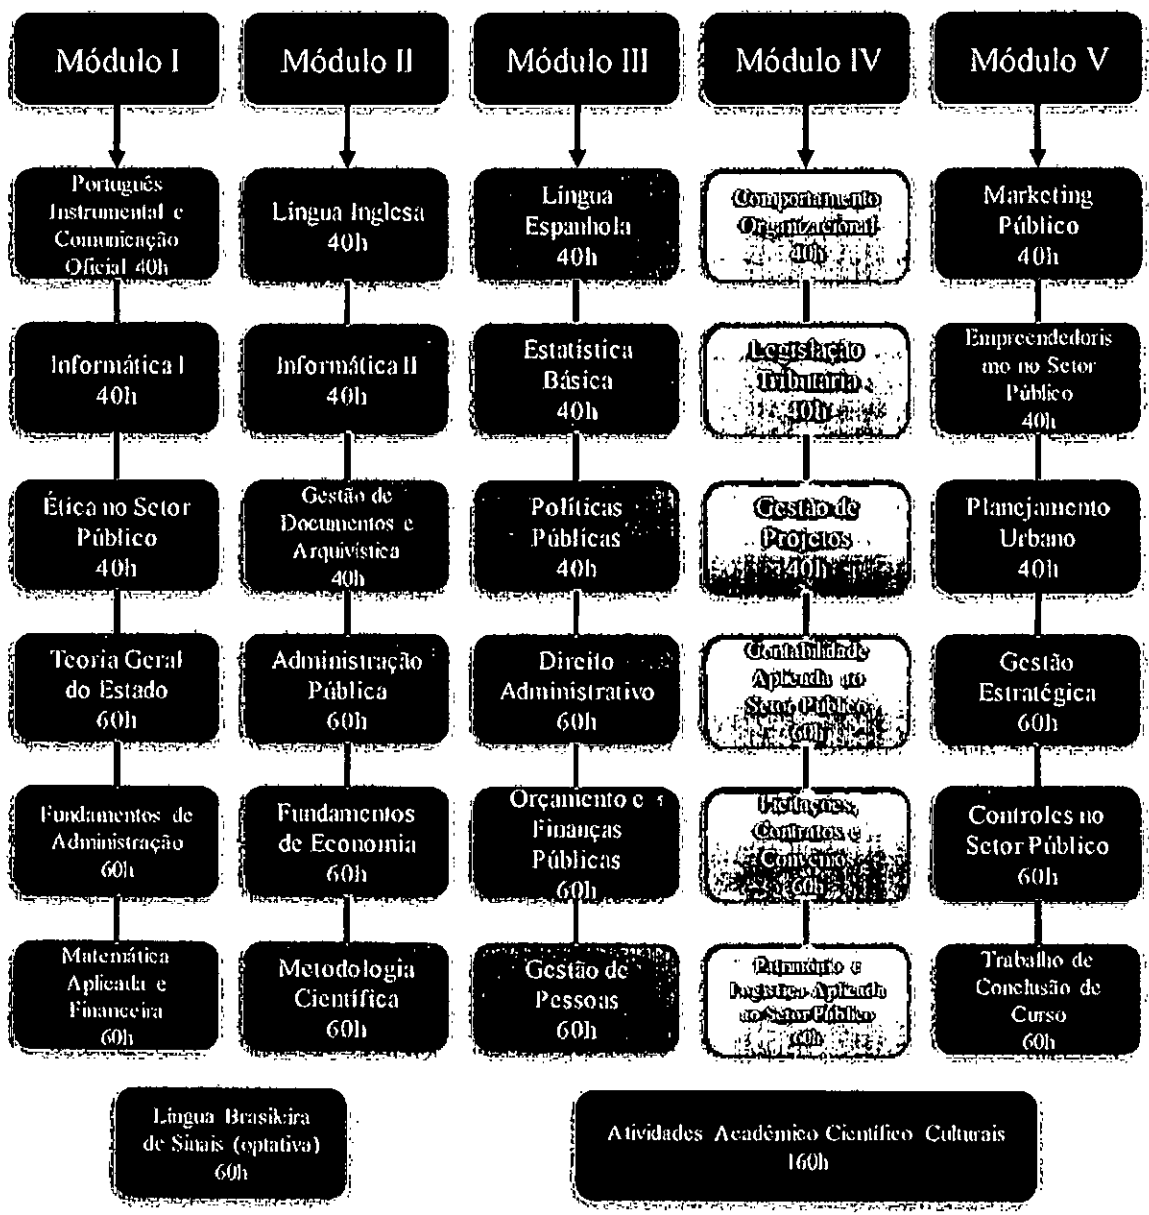 Módulo I
Módulo II
Módulo III
Módulo IV
Módulo V
Português
Instrumental e
Comunicação
Oficial 40h
Língua Inglesa
40h
Língua
Espanhola
40h
Comportamento
Organizacional
40h
Marketing
Público
40h
Informática I
40h
Informática II
40h
Estatística
Básica
40h
Legislação
Tributária
40h
Empreendedoris
mo no Setor
Público
40h
Ética no Setor
Público
40h
Gestão de
Documentos e
Arquivística
40h
Políticas
Públicas
40h
Gestão de
Projetos
40h
Planejamento
Urbano
40h
Teoria Geral
do Estado
60h
Administração
Pública
60h
Direito
Administrativo
60h
Contabilidade
Aplicada ao
Setor Público
60h
Gestão
Estratégica
60h
Fundamentos de
Administração
60h
Fundamentos
de Economia
60h
Orçamento e
Finanças
Públicas
60h
Licitações,
Contratos e
Convênio
60h
Controles no
Setor Público
60h
Matemática
Aplicada e
Financeira
60h
Metodologia
Científica
60h
Gestão de
Pessoas
60h
Patrimônio e
Logística Aplicada
ao Setor Público
60h
Trabalho de
Conclusão de
Curso
60h
Língua Brasileira
de Sinais (optativa)
60h
Atividades Acadêmico Científico Culturais
160h